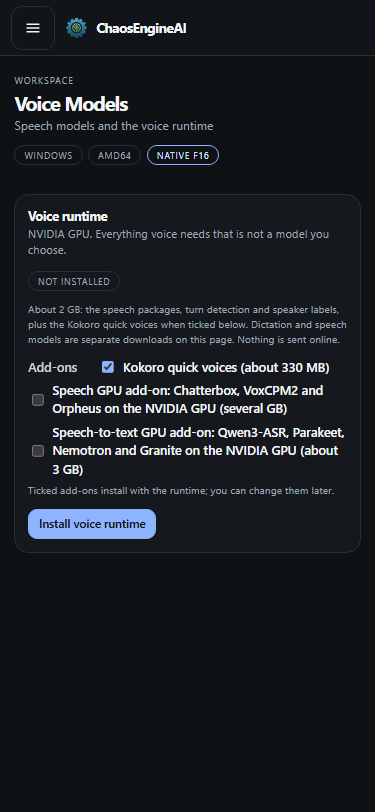 ChaosEngineAI
WORKSPACE
Voice Models
Speech models and the voice runtime
WINDOWS AMD64 NATIVE F16
Voice runtime
NVIDIA GPU. Everything voice needs that is not a model you
choose.
NOT INSTALLED
About 2 GB: the speech packages, turn detection and speaker labels,
plus the Kokoro quick voices when ticked below. Dictation and speech
models are separate downloads on this page. Nothing is sent online.
Add-ons Kokoro quick voices (about 330 MB)
Speech GPU add-on: Chatterbox, VoxCPM2 and
Orpheus on the NVIDIA GPU (several GB)
Speech-to-text GPU add-on: Qwen3-ASR, Parakeet,
Nemotron and Granite on the NVIDIA GPU (about
3 GB)
Ticked add-ons install with the runtime; you can change them later.
Install voice runtime